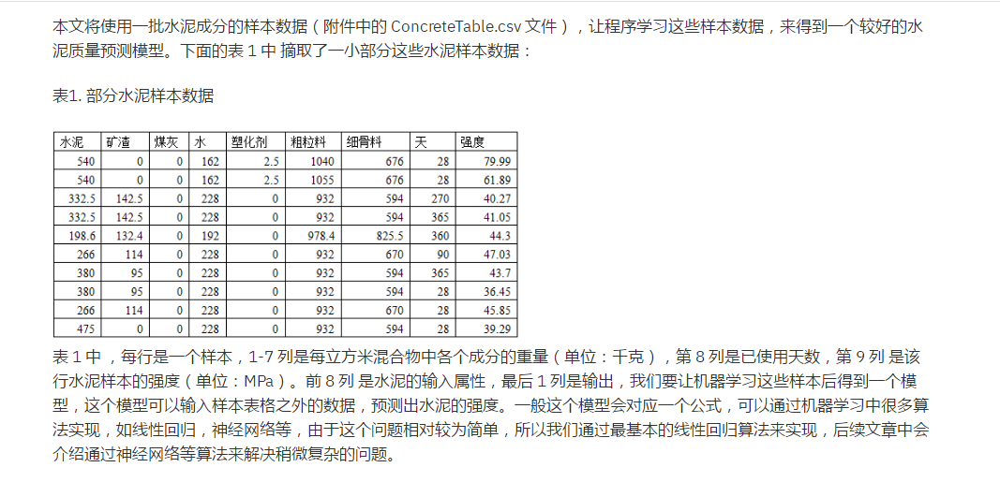 本文将使用一批水泥成分的样本数据（附件中的 ConcreteTable.csv 文件），让程序学习这些样本数据，来得到一个较好的水
泥质量预测模型。下面的表 1 中 摘取了一小部分这些水泥样本数据：
表1. 部分水泥样本数据
水泥 矿渣 煤灰 水 塑化剂 粗粒料 细骨料 天 强度
540 0 0 162 2.5 1040 676 28 79.99
540 0 0 162 2.5 1055 676 28 61.89
332.5 142.5 0 228 0 932 594 270 40.27
332.5 142.5 0 228 0 932 594 365 41.05
198.6 132.4 0 192 0 978.4 825.5 360 44.3
266 114 0 228 0 932 670 90 47.03
380 95 0 228 0 932 594 365 43.7
380 95 0 228 0 932 594 28 36.45
266 114 0 228 0 932 670 28 45.85
475 0 0 228 0 932 594 28 39.29
表 1 中 ，每行是一个样本，1-7 列是每立方米混合物中各个成分的重量（单位：千克），第 8 列是已使用天数，第 9 列 是该
行水泥样本的强度（单位：MPa）。前 8 列 是水泥的输入属性，最后 1 列是输出，我们要让机器学习这些样本后得到一个模
型，这个模型可以输入样本表格之外的数据，预测出水泥的强度。一般这个模型会对应一个公式，可以通过机器学习中很多算
法实现，如线性回归，神经网络等，由于这个问题相对较为简单，所以我们通过最基本的线性回归算法来实现，后续文章中会
介绍通过神经网络等算法来解决稍微复杂的问题。